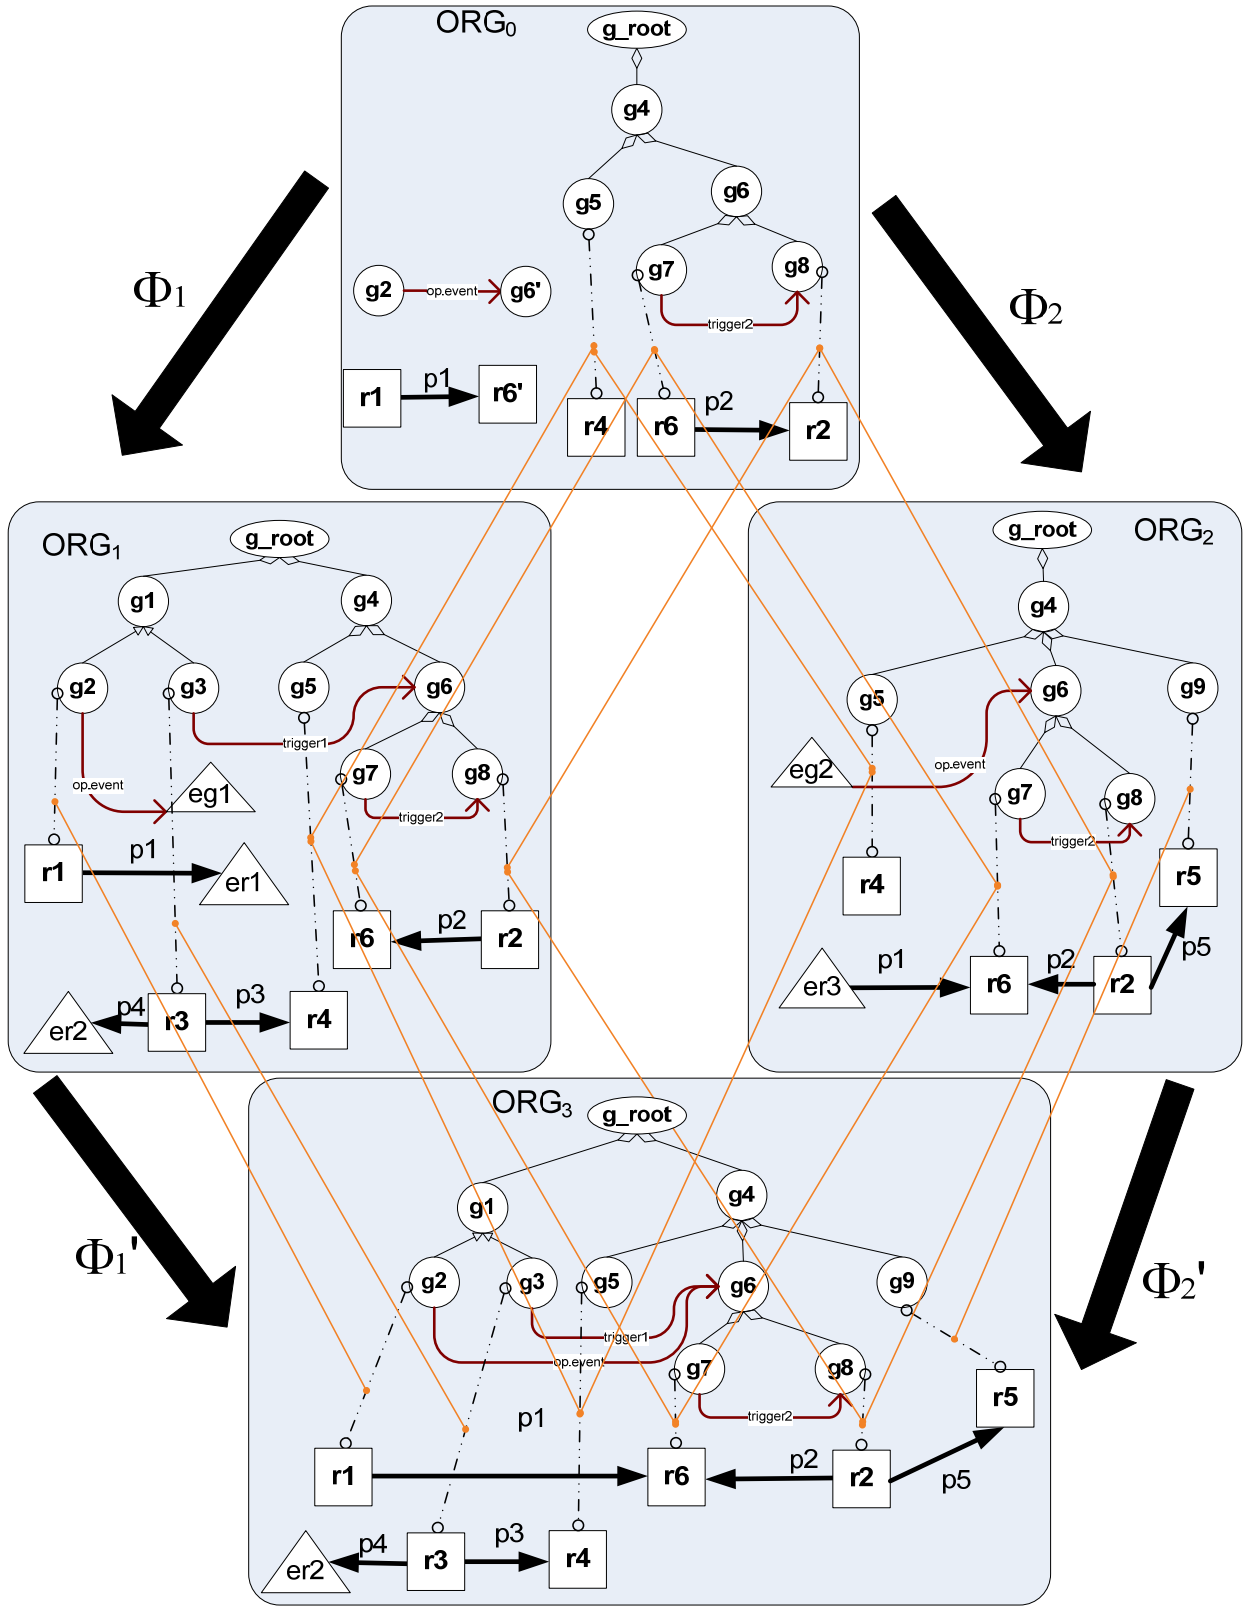 ORG0
g_root
g4
g5
g6
g7
g8
g2
op.event
g6'
trigger2
Φ1
Φ2
r1
p1
r6'
r4
r6
p2
r2
ORG1
g_root
g1
g4
g2
g3
g5
g6
trigger1
g7
g8
op.event
eg1
trigger2
r1
p1
er1
r6
p2
r2
er2
p4
r3
p3
r4
g_root
ORG2
g4
g5
g6
g9
eg2
op.event
g7
g8
trigger2
r4
r5
er3
p1
r6
p2
r2
p5
ORG3
g_root
g1
g4
Φ1'
Φ2'
g2
g3
g5
g6
g9
trigger1
op.event
g7
g8
trigger2
p1
r5
r1
r6
p2
r2
p5
er2
p4
r3
p3
r4